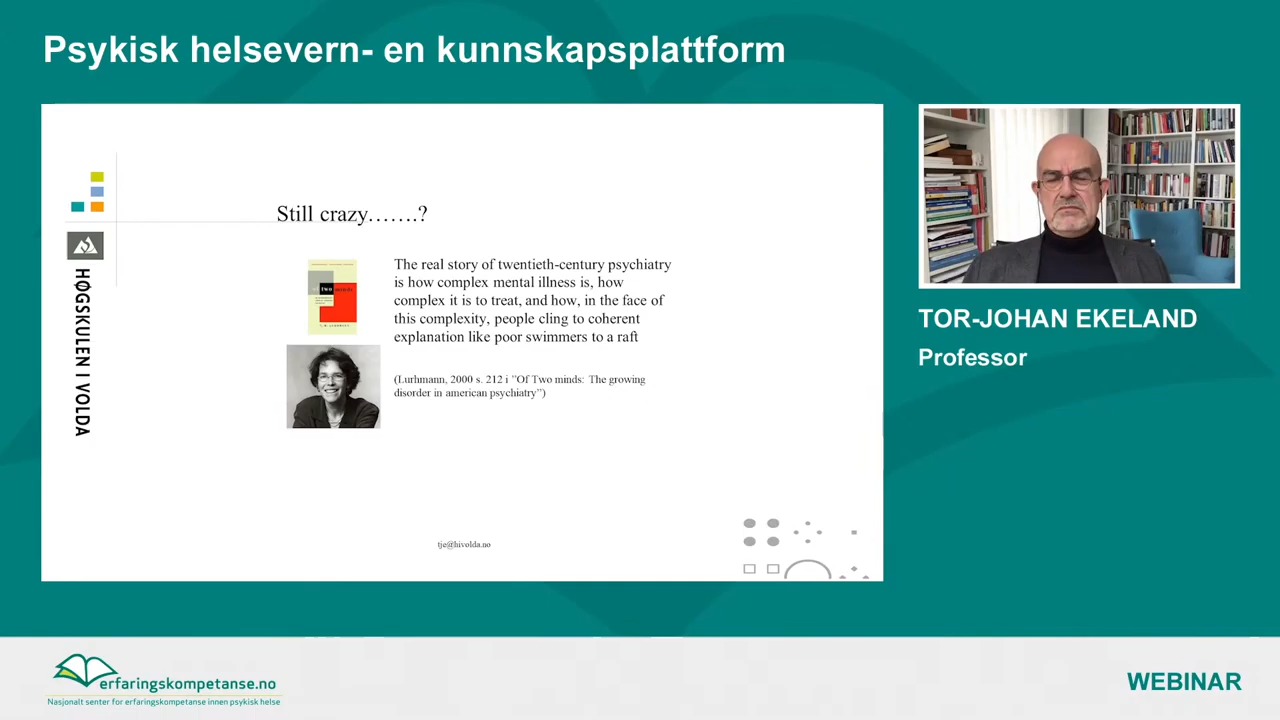 Psykisk helsevern- en kunnskapsplattform
Still crazy…….?
The real story of twentieth-century psychiatry
is how complex mental illness is, how
complex it is to treat, and how, in the face of
this complexity, people cling to coherent
explanation like poor swimmers to a raft
(Lurhmann, 2000 s. 212 i ”Of Two minds: The growing
disorder in american psychiatry”)
HØGSKULEN I VOLDA
tje@hivolda.no
TOR-JOHAN EKELAND
Professor
erfaringskompetanse.no
Nasjonalt senter for erfaringskompetanse innen psykisk helse
WEBINAR